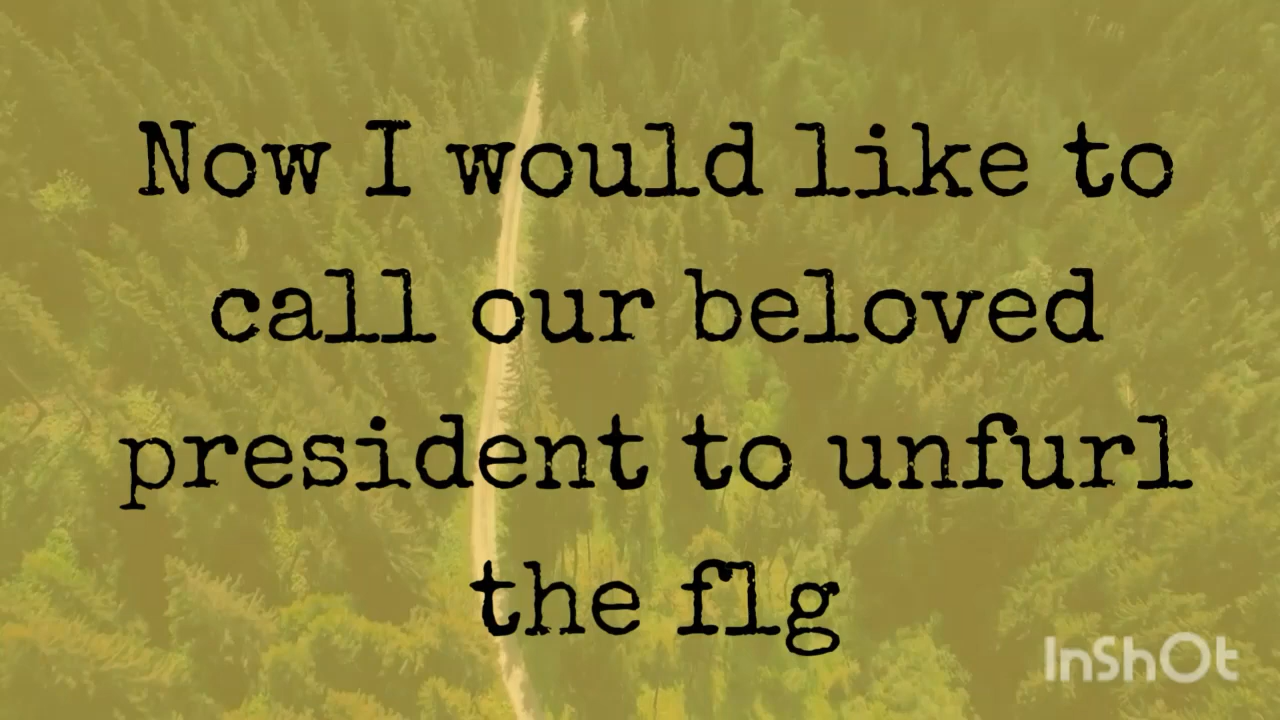 Now I would like to
call our beloved
president to unfurl
the flg
InShOt